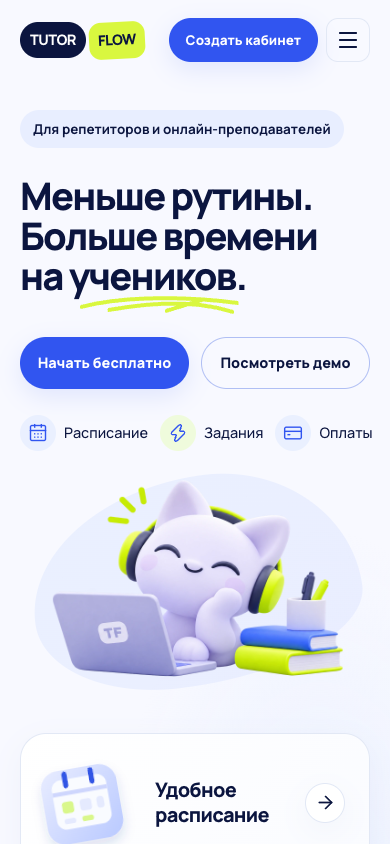 TUTOR FLOW
Создать кабинет
Для репетиторов и онлайн-преподавателей
Меньше рутины.
Больше времени
на учеников.
Начать бесплатно
Посмотреть демо
Расписание
Задания
Оплаты
TF
Удобное
расписание